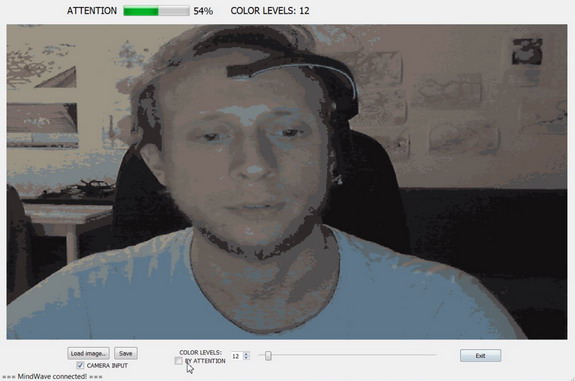 ATTENTION 54% COLOR LEVELS: 12
Load image... Save COLOR LEVELS: 12 Exit
CAMERA INPUT BY ATTENTION
=== MindWave connected! ===